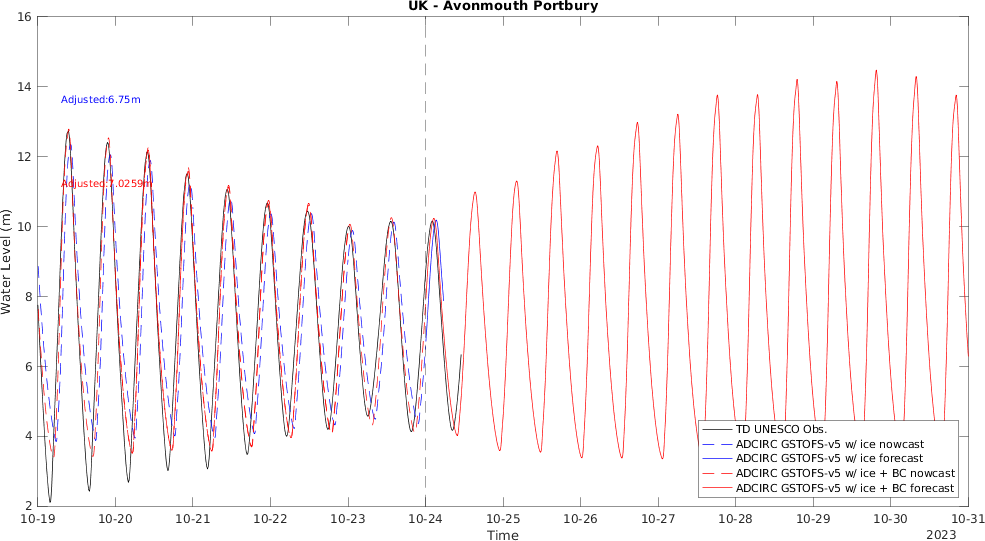 UK - Avonmouth Portbury
16
14
12
10
8
6
4
2
Water Level (m)
Adjusted:6.75m
Adjusted:7.0259m
TD UNESCO Obs.
ADCIRC GSTOFS-v5 w/ ice nowcast
ADCIRC GSTOFS-v5 w/ ice forecast
ADCIRC GSTOFS-v5 w/ ice + BC nowcast
ADCIRC GSTOFS-v5 w/ ice + BC forecast
10-19 10-20 10-21 10-22 10-23 10-24 10-25 10-26 10-27 10-28 10-29 10-30 10-31
Time
2023